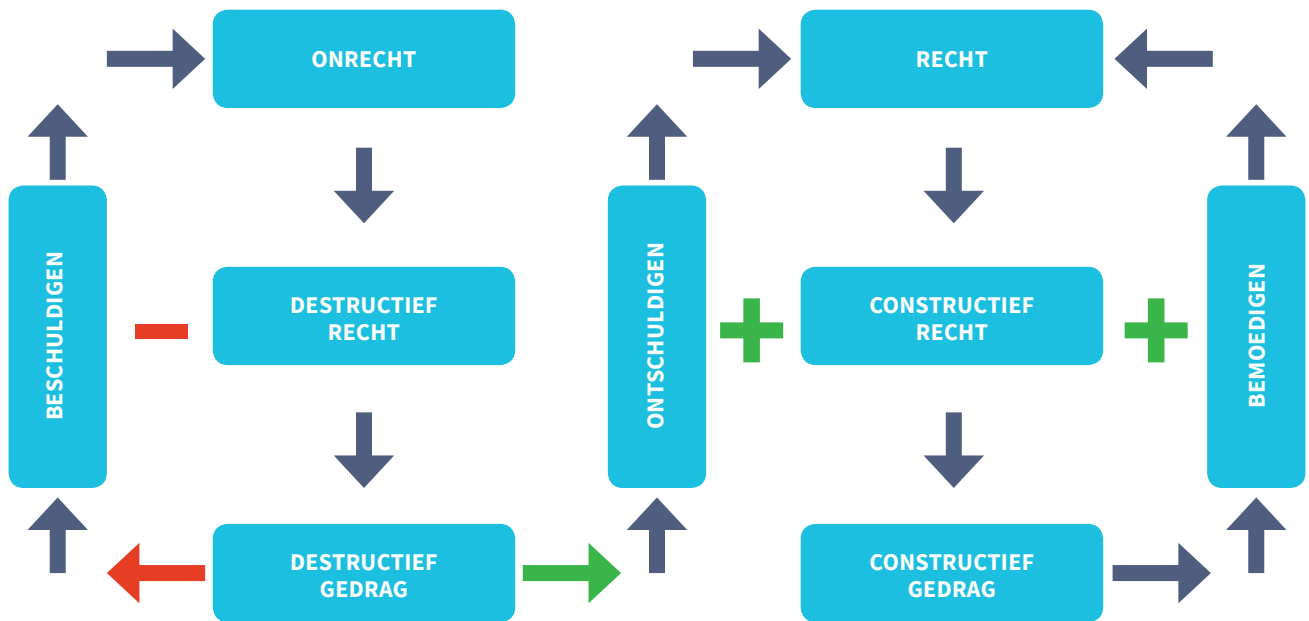 ONRECHT
RECHT
BESCHULDIGEN
DESTRUCTIEF
RECHT
ONTSCHULDIGEN
CONSTRUCTIEF
RECHT
BEMOEDIGEN
DESTRUCTIEF
GEDRAG
CONSTRUCTIEF
GEDRAG